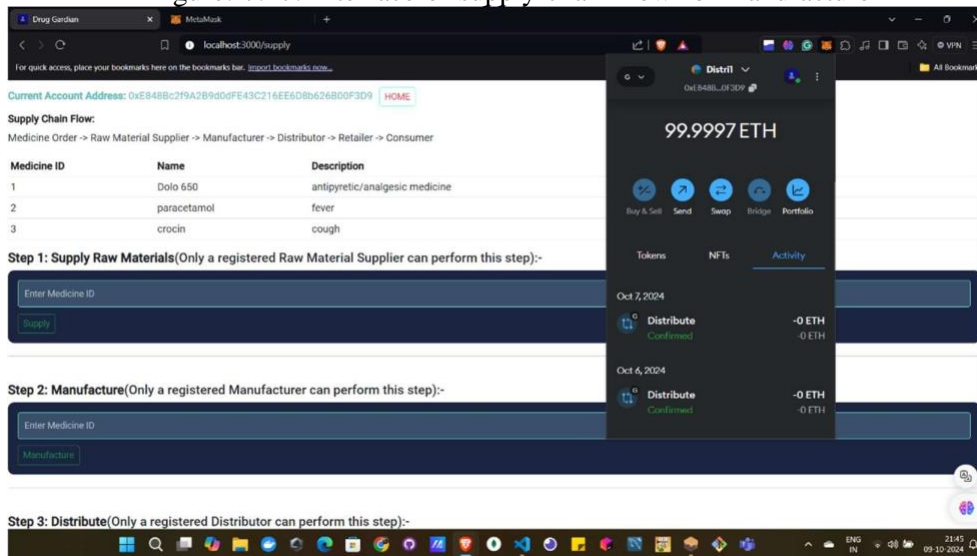 Drug Gardian
MetaMask
localhost:3000/supply
VPN
For quick access, place your bookmarks here on the bookmarks bar. Import bookmarks now...
All Bookmark
Current Account Address: 0xE848Bc2f9A2B9d0dFE43C216EE6D8b626B00F3D9 HOME
Supply Chain Flow:
Medicine Order -> Raw Material Supplier -> Manufacturer -> Distributor -> Retailer -> Consumer
Medicine ID Name Description
1 Dolo 650 antipyretic/analgesic medicine
2 paracetamol fever
3 crocin cough
Step 1: Supply Raw Materials(Only a registered Raw Material Supplier can perform this step):-
Enter Medicine ID
Supply
Step 2: Manufacture(Only a registered Manufacturer can perform this step):-
Enter Medicine ID
Manufacture
Step 3: Distribute(Only a registered Distributor can perform this step):-
G
Distri1
0xE848B...0F3D9
99.9997 ETH
Buy & Sell Send Swap Bridge Portfolio
Tokens NFTs Activity
Oct 7, 2024
G
Distribute -0 ETH
Confirmed -0 ETH
Oct 6, 2024
G
Distribute -0 ETH
Confirmed -0 ETH
ENG
IN
21:45
09-10-2024